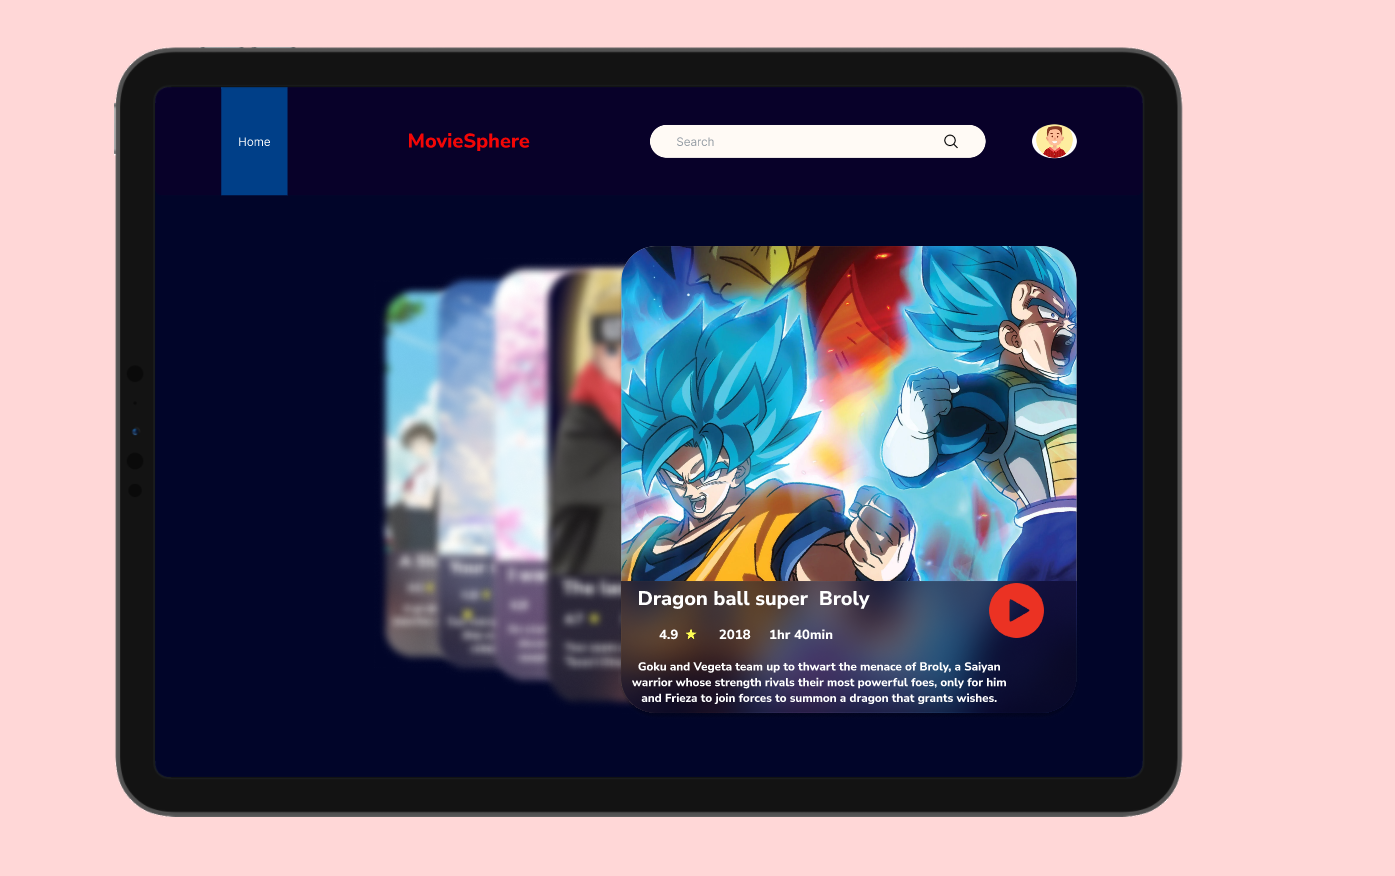 Home
MovieSphere
Search
Dragon ball super  Broly
4.9 2018 1hr 40min
Goku and Vegeta team up to thwart the menace of Broly, a Saiyan
warrior whose strength rivals their most powerful foes, only for him
and Frieza to join forces to summon a dragon that grants wishes.
The